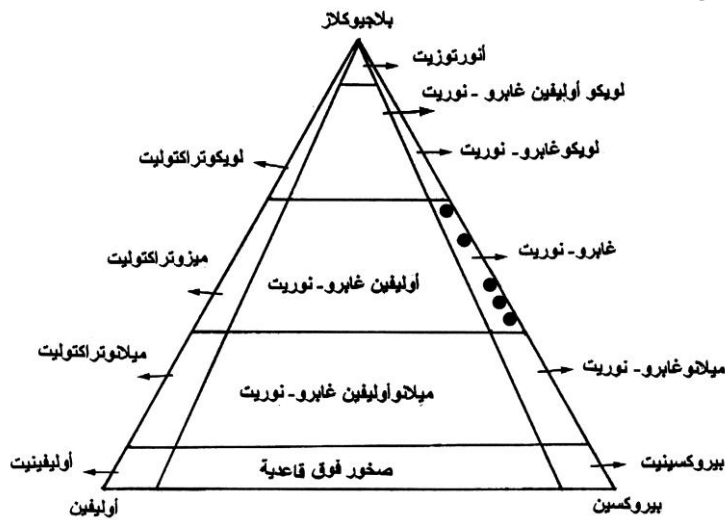 بلاجيوكلاز
أنورتوزيت
لويكو أوليفين غابرو - نوريت
لويكوغابرو - نوريت
لويكوتراكتوليت
غابرو - نوريت
أوليفين غابرو - نوريت
ميزوتراكتوليت
ميلانوتراكتوليت
ميلانوغابرو - نوريت
ميلانوأوليفين غابرو - نوريت
بيروكسينيت
صخور فوق قاعدية
أوليفينيت
بيروكسين
أوليفين